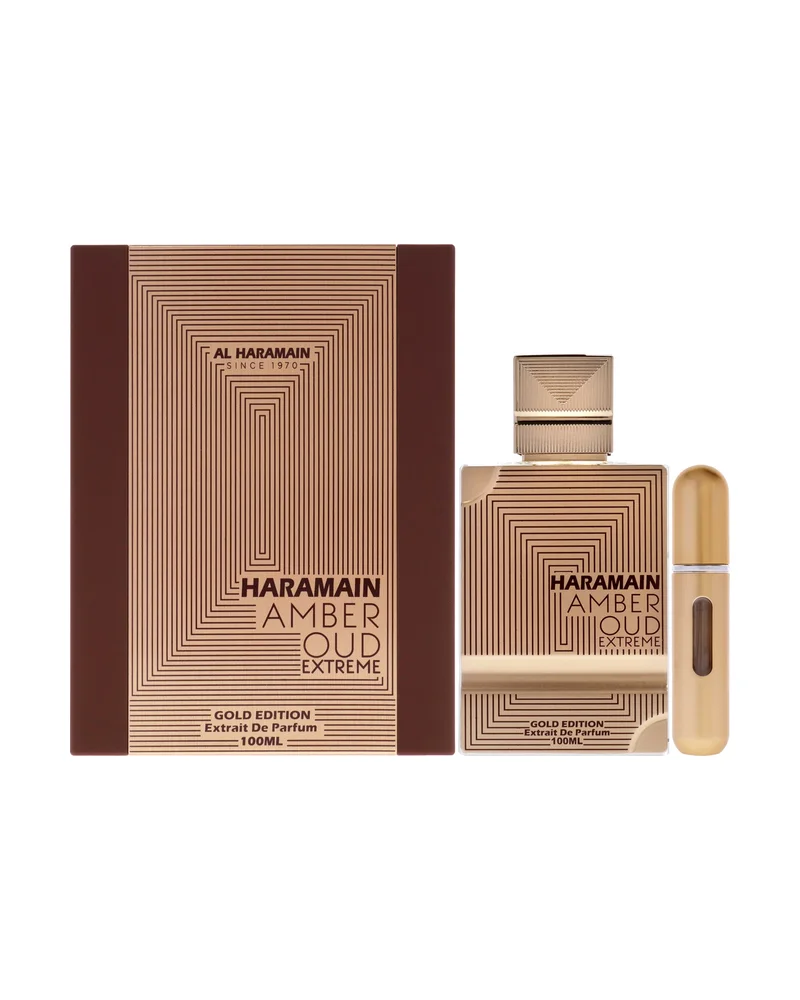 AL HARAMAIN
SINCE 1970
HARAMAIN
AMBER
OUD
EXTREME
GOLD EDITION
Extrait De Parfum
100ML
HARAMAIN
AMBER
OUD
EXTREME
GOLD EDITION
Extrait De Parfum
100ML